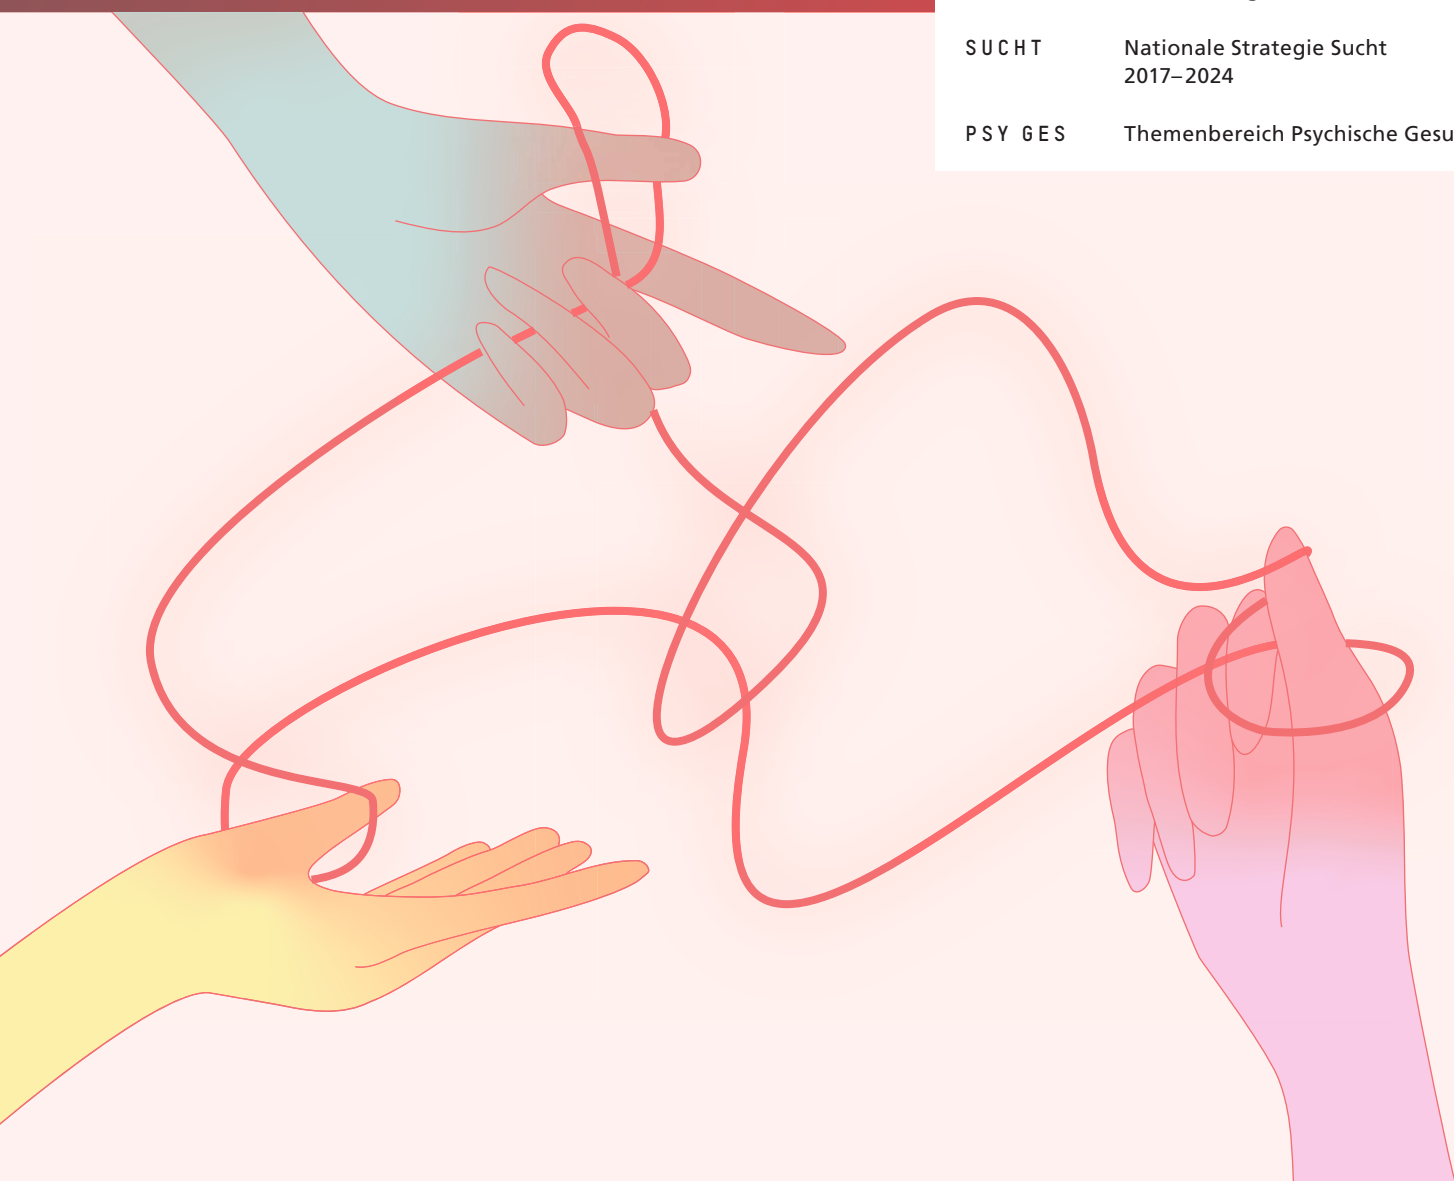 SUCHT Nationale Strategie Sucht
2017–2024
PSY GES Themenbereich Psychische Gesu